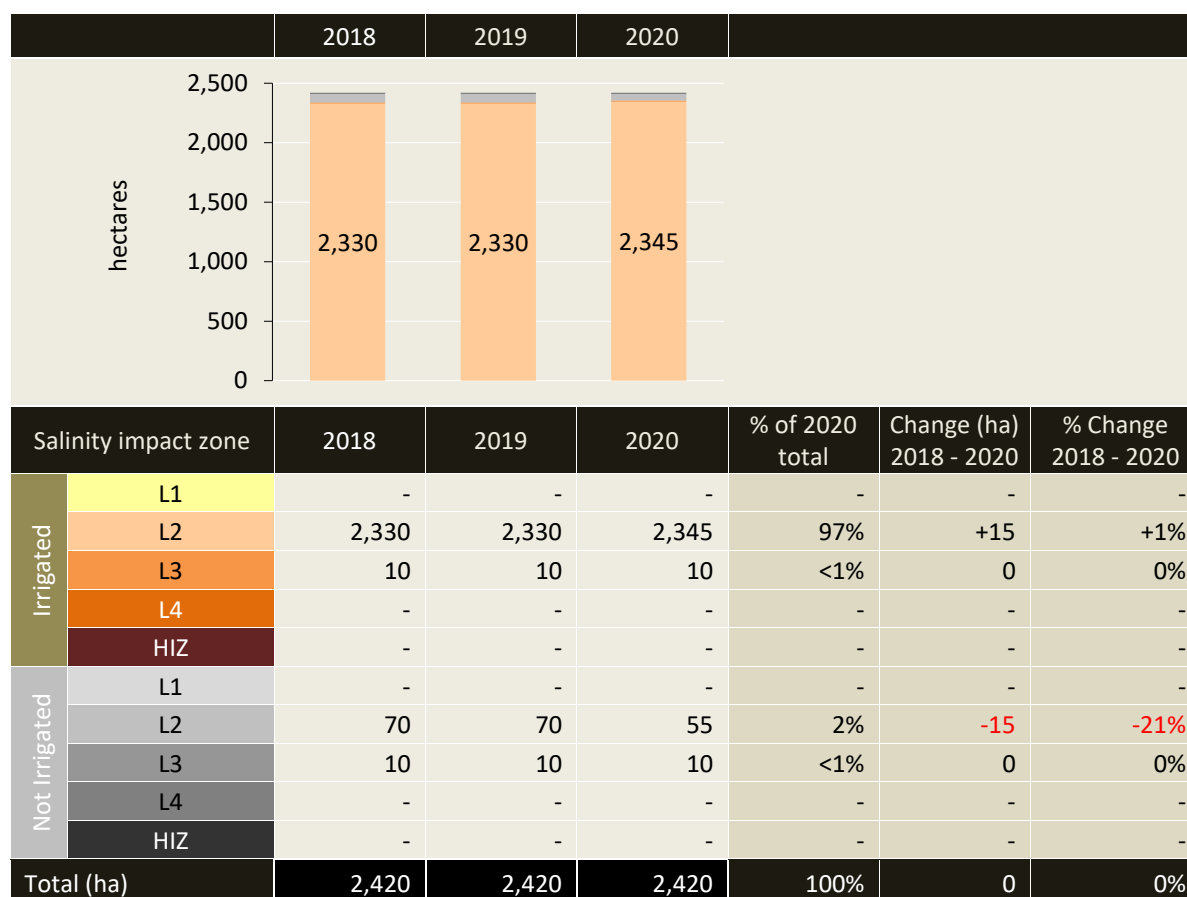 2018 2019 2020
2,500
2,000
1,500
1,000
500
0
hectares
2,330 2,330 2,345
Salinity impact zone 2018 2019 2020 % of 2020 total Change (ha) 2018 - 2020 % Change 2018 - 2020
Irrigated
L1 - - - - - -
L2 2,330 2,330 2,345 97% +15 +1%
L3 10 10 10 <1% 0 0%
L4 - - - - - -
HIZ - - - - - -
Not Irrigated
L1 - - - - - -
L2 70 70 55 2% -15 -21%
L3 10 10 10 <1% 0 0%
L4 - - - - - -
HIZ - - - - - -
Total (ha) 2,420 2,420 2,420 100% 0 0%